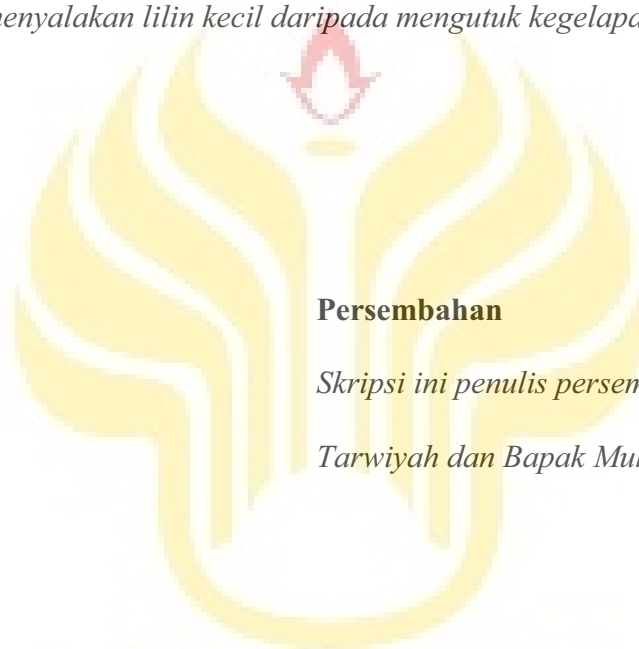 menyalakan lilin kecil daripada mengutuk kegelapa
Persembahan
Skripsi ini penulis persem
Tarwiyah dan Bapak Mu